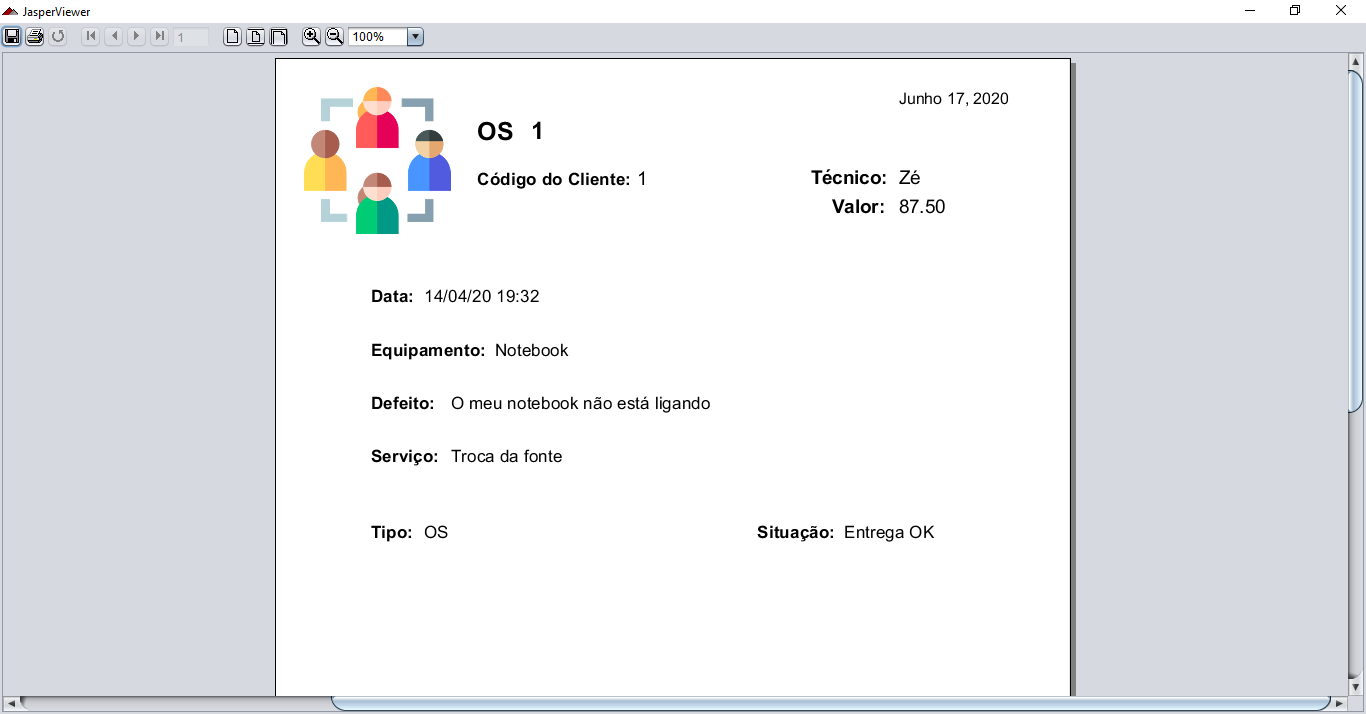 JasperViewer
1
100%
Junho 17, 2020
OS 1
Código do Cliente: 1
Técnico: Zé
Valor: 87.50
Data: 14/04/20 19:32
Equipamento: Notebook
Defeito: O meu notebook não está ligando
Serviço: Troca da fonte
Tipo: OS
Situação: Entrega OK